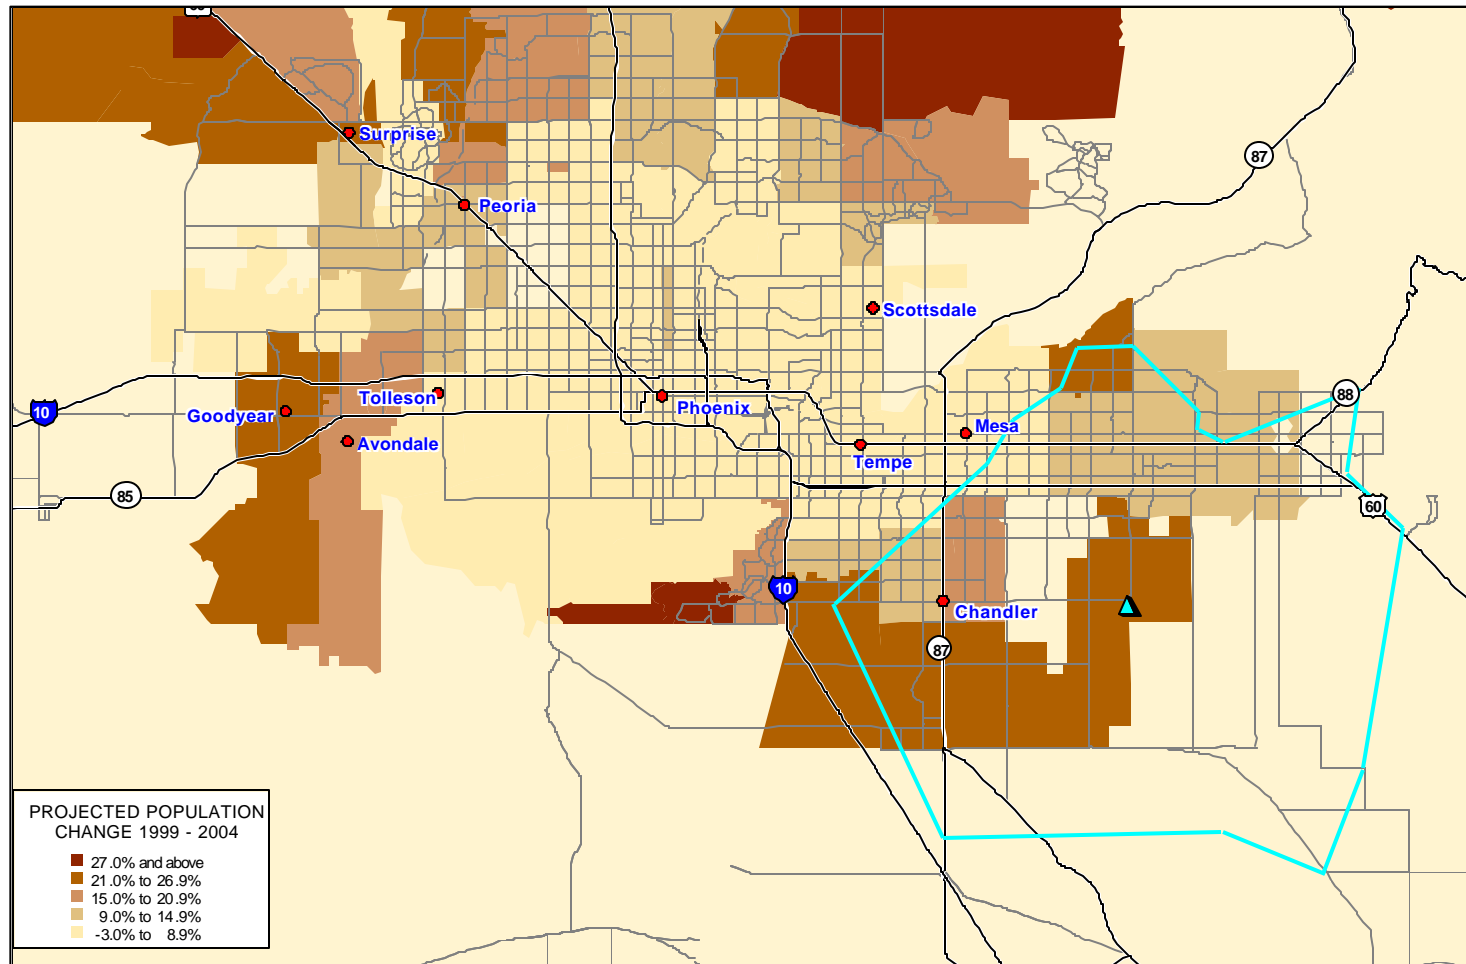 Surprise
87
Peoria
Scottsdale
88
10
Goodyear
Tolleson
Phoenix
Mesa
Avondale
Tempe
85
60
10
Chandler
87
PROJECTED POPULATION
CHANGE 1999 - 2004
27.0% and above
21.0% to 26.9%
15.0% to 20.9%
9.0% to 14.9%
-3.0% to 8.9%